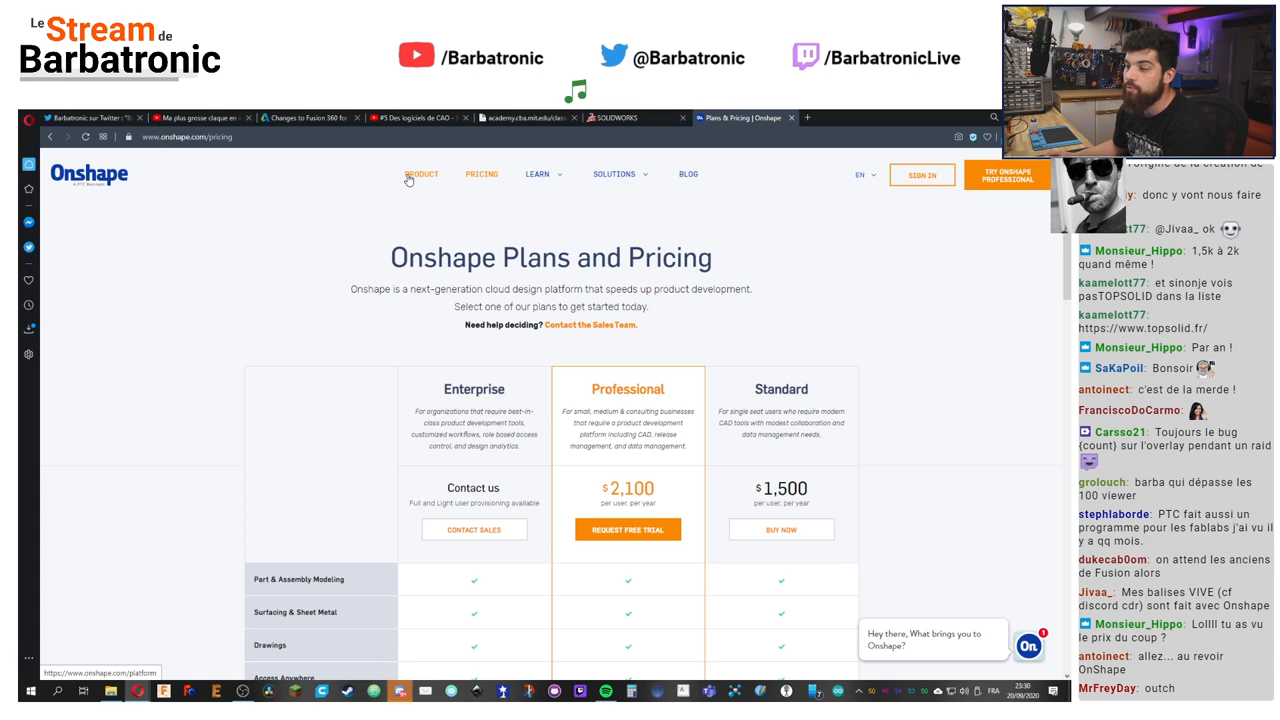 Le
Stream de
Barbatronic
/Barbatronic
@Barbatronic
/BarbatronicLive
Barbatronic sur Twitter : "B
Ma plus grosse claque en
Changes to Fusion 360 for
#5 Des logiciels de CAO -
academy.cba.mit.edu/class
SOLIDWORKS
On. Plans & Pricing | Onshape
www.onshape.com/pricing
Onshape
A PTC Business
PRODUCT
PRICING
LEARN
SOLUTIONS
BLOG
EN
SIGN IN
TRY ONSHAPE
PROFESSIONAL
Onshape Plans and Pricing
Onshape is a next-generation cloud design platform that speeds up product development.
Select one of our plans to get started today.
Need help deciding? Contact the Sales Team.
Enterprise
For organizations that require best-in-
class product development tools,
customized workflows, role based access
control, and design analytics.
Professional
For small, medium & consulting businesses
that require a product development
platform including CAD, release
management, and data management.
Standard
For single seat users who require modern
CAD tools with modest collaboration and
data management needs.
Contact us
Full and Light user provisioning available
CONTACT SALES
$2,100
per user, per year
REQUEST FREE TRIAL
$1,500
per user, per year
BUY NOW
Part & Assembly Modeling
Surfacing & Sheet Metal
Drawings
Access Anywhere
Hey there, What brings you to
Onshape?
On.
1
https://www.onshape.com/platform
FRA
23:30
20/09/2020
l'origine de la création de
y: donc y vont nous faire
tt77: @Jivaa_ ok
Monsieur_Hippo: 1,5k à 2k
quand même !
kaamelott77: et sinonje vois
pasTOPSOLID dans la liste
kaamelott77:
https://www.topsolid.fr/
Monsieur_Hippo: Par an !
SaKaPoil: Bonsoir
antoinect: c'est de la merde !
FranciscoDoCarmo:
Carsso21: Toujours le bug
{count} sur l'overlay pendant un raid
grolouch: barba qui dépasse les
100 viewer
stephlaborde: PTC fait aussi un
programme pour les fablabs j'ai vu il
y a qq mois.
dukecab0om: on attend les anciens
de Fusion alors
Jivaa_: Mes balises VIVE (cf
discord cdr) sont fait avec Onshape
Monsieur_Hippo: Lollll tu as vu
le prix du coup ?
antoinect: allez... au revoir
OnShape
MrFreyDay: outch